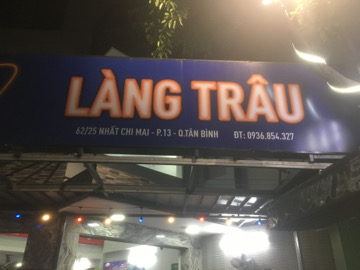 LÀNG TRÂU
62/25 NHẤT CHI MAI - P.13 - Q.TÂN BÌNH ĐT: 0936.854.327